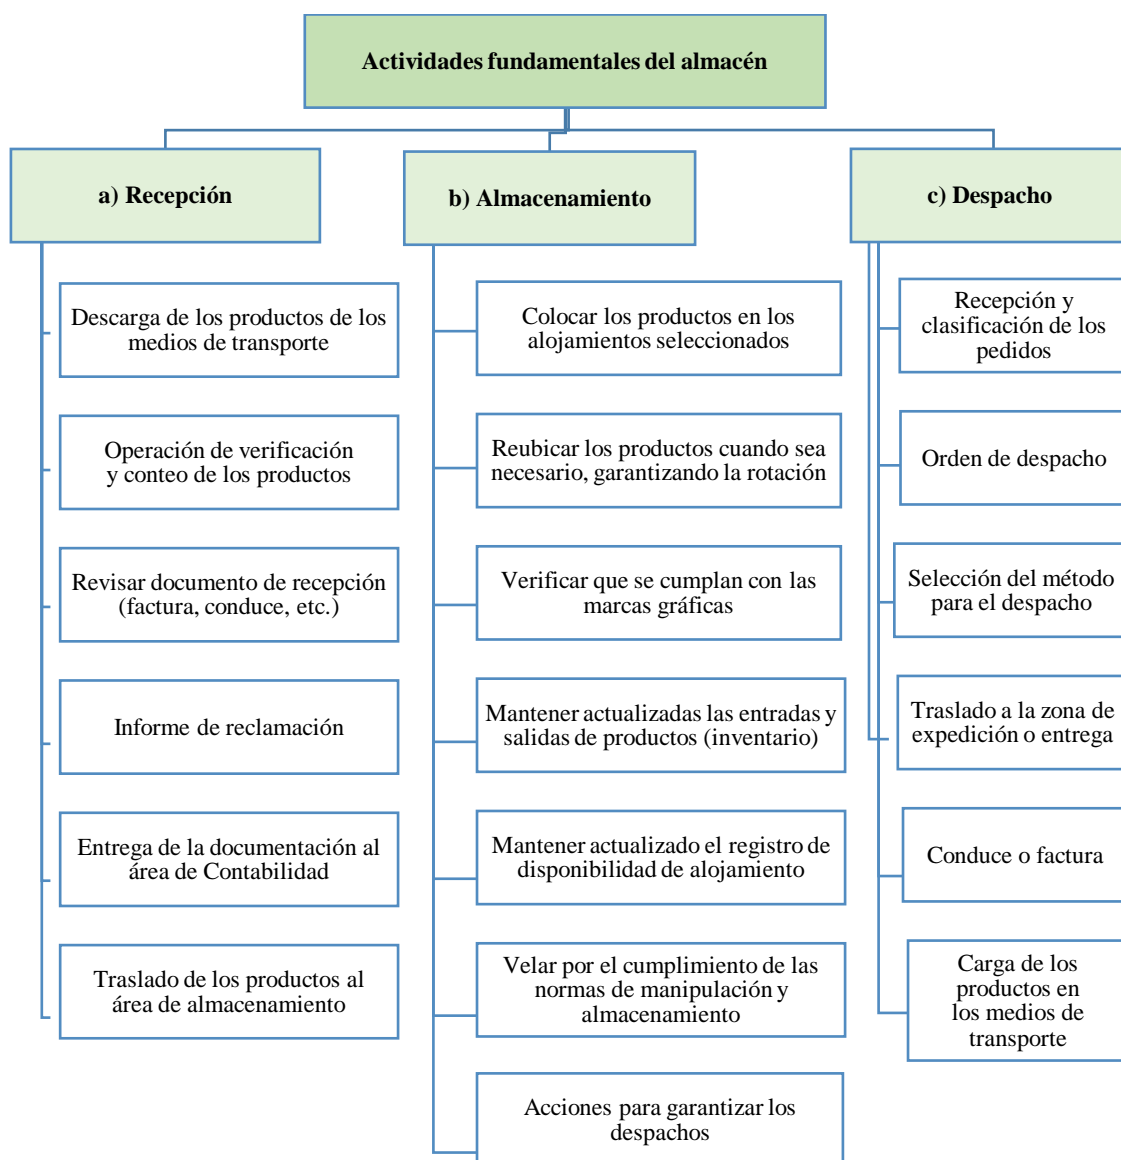 Actividades fundamentales del almacén
a) Recepción
Descarga de los productos de los
medios de transporte
Operación de verificación
y conteo de los productos
Revisar documento de recepción
(factura, conduce, etc.)
Informe de reclamación
Entrega de la documentación al
área de Contabilidad
Traslado de los productos al
área de almacenamiento
b) Almacenamiento
Colocar los productos en los
alojamientos seleccionados
Reubicar los productos cuando sea
necesario, garantizando la rotación
Verificar que se cumplan con las
marcas gráficas
Mantener actualizadas las entradas y
salidas de productos (inventario)
Mantener actualizado el registro de
disponibilidad de alojamiento
Velar por el cumplimiento de las
normas de manipulación y
almacenamiento
Acciones para garantizar los
despachos
c) Despacho
Recepción y
clasificación de los
pedidos
Orden de despacho
Selección del método
para el despacho
Traslado a la zona de
expedición o entrega
Conduce o factura
Carga de los
productos en
los medios de
transporte